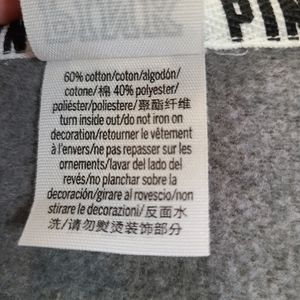 PINK
PIN
60% cotton/coton/algodón/
cotone/棉 40% polyester/
poliéster/poliestere/聚酯纤维
turn inside out/do not iron on
decoration/retourner le vêtement
à l'envers/ne pas repasser sur les
ornements/lavar del lado del
revés/no planchar sobre la
decoración/girare al rovescio/non
stirare le decorazioni/反面水
洗/请勿熨烫装饰部分